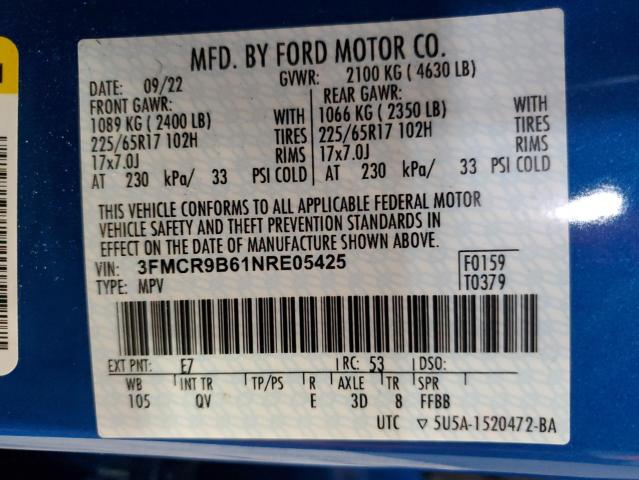 MFD. BY FORD MOTOR CO.
DATE: 09/22 GVWR: 2100 KG ( 4630 LB)
FRONT GAWR: REAR GAWR:
1089 KG ( 2400 LB) WITH 1066 KG ( 2350 LB) WITH
225/65R17 102H TIRES 225/65R17 102H TIRES
17x7.0J RIMS 17x7.0J RIMS
AT 230 kPa/ 33 PSI COLD AT 230 kPa/ 33 PSI COLD
THIS VEHICLE CONFORMS TO ALL APPLICABLE FEDERAL MOTOR
VEHICLE SAFETY AND THEFT PREVENTION STANDARDS IN
EFFECT ON THE DATE OF MANUFACTURE SHOWN ABOVE.
VIN: 3FMCR9B61NRE05425 F0159
TYPE: MPV T0379
EXT PNT: E7 RC: 53 DSO:
WB INT TR TP/PS R AXLE TR SPR
105 QV E 3D 8 FFBB
UTC ▽ 5U5A-1520472-BA